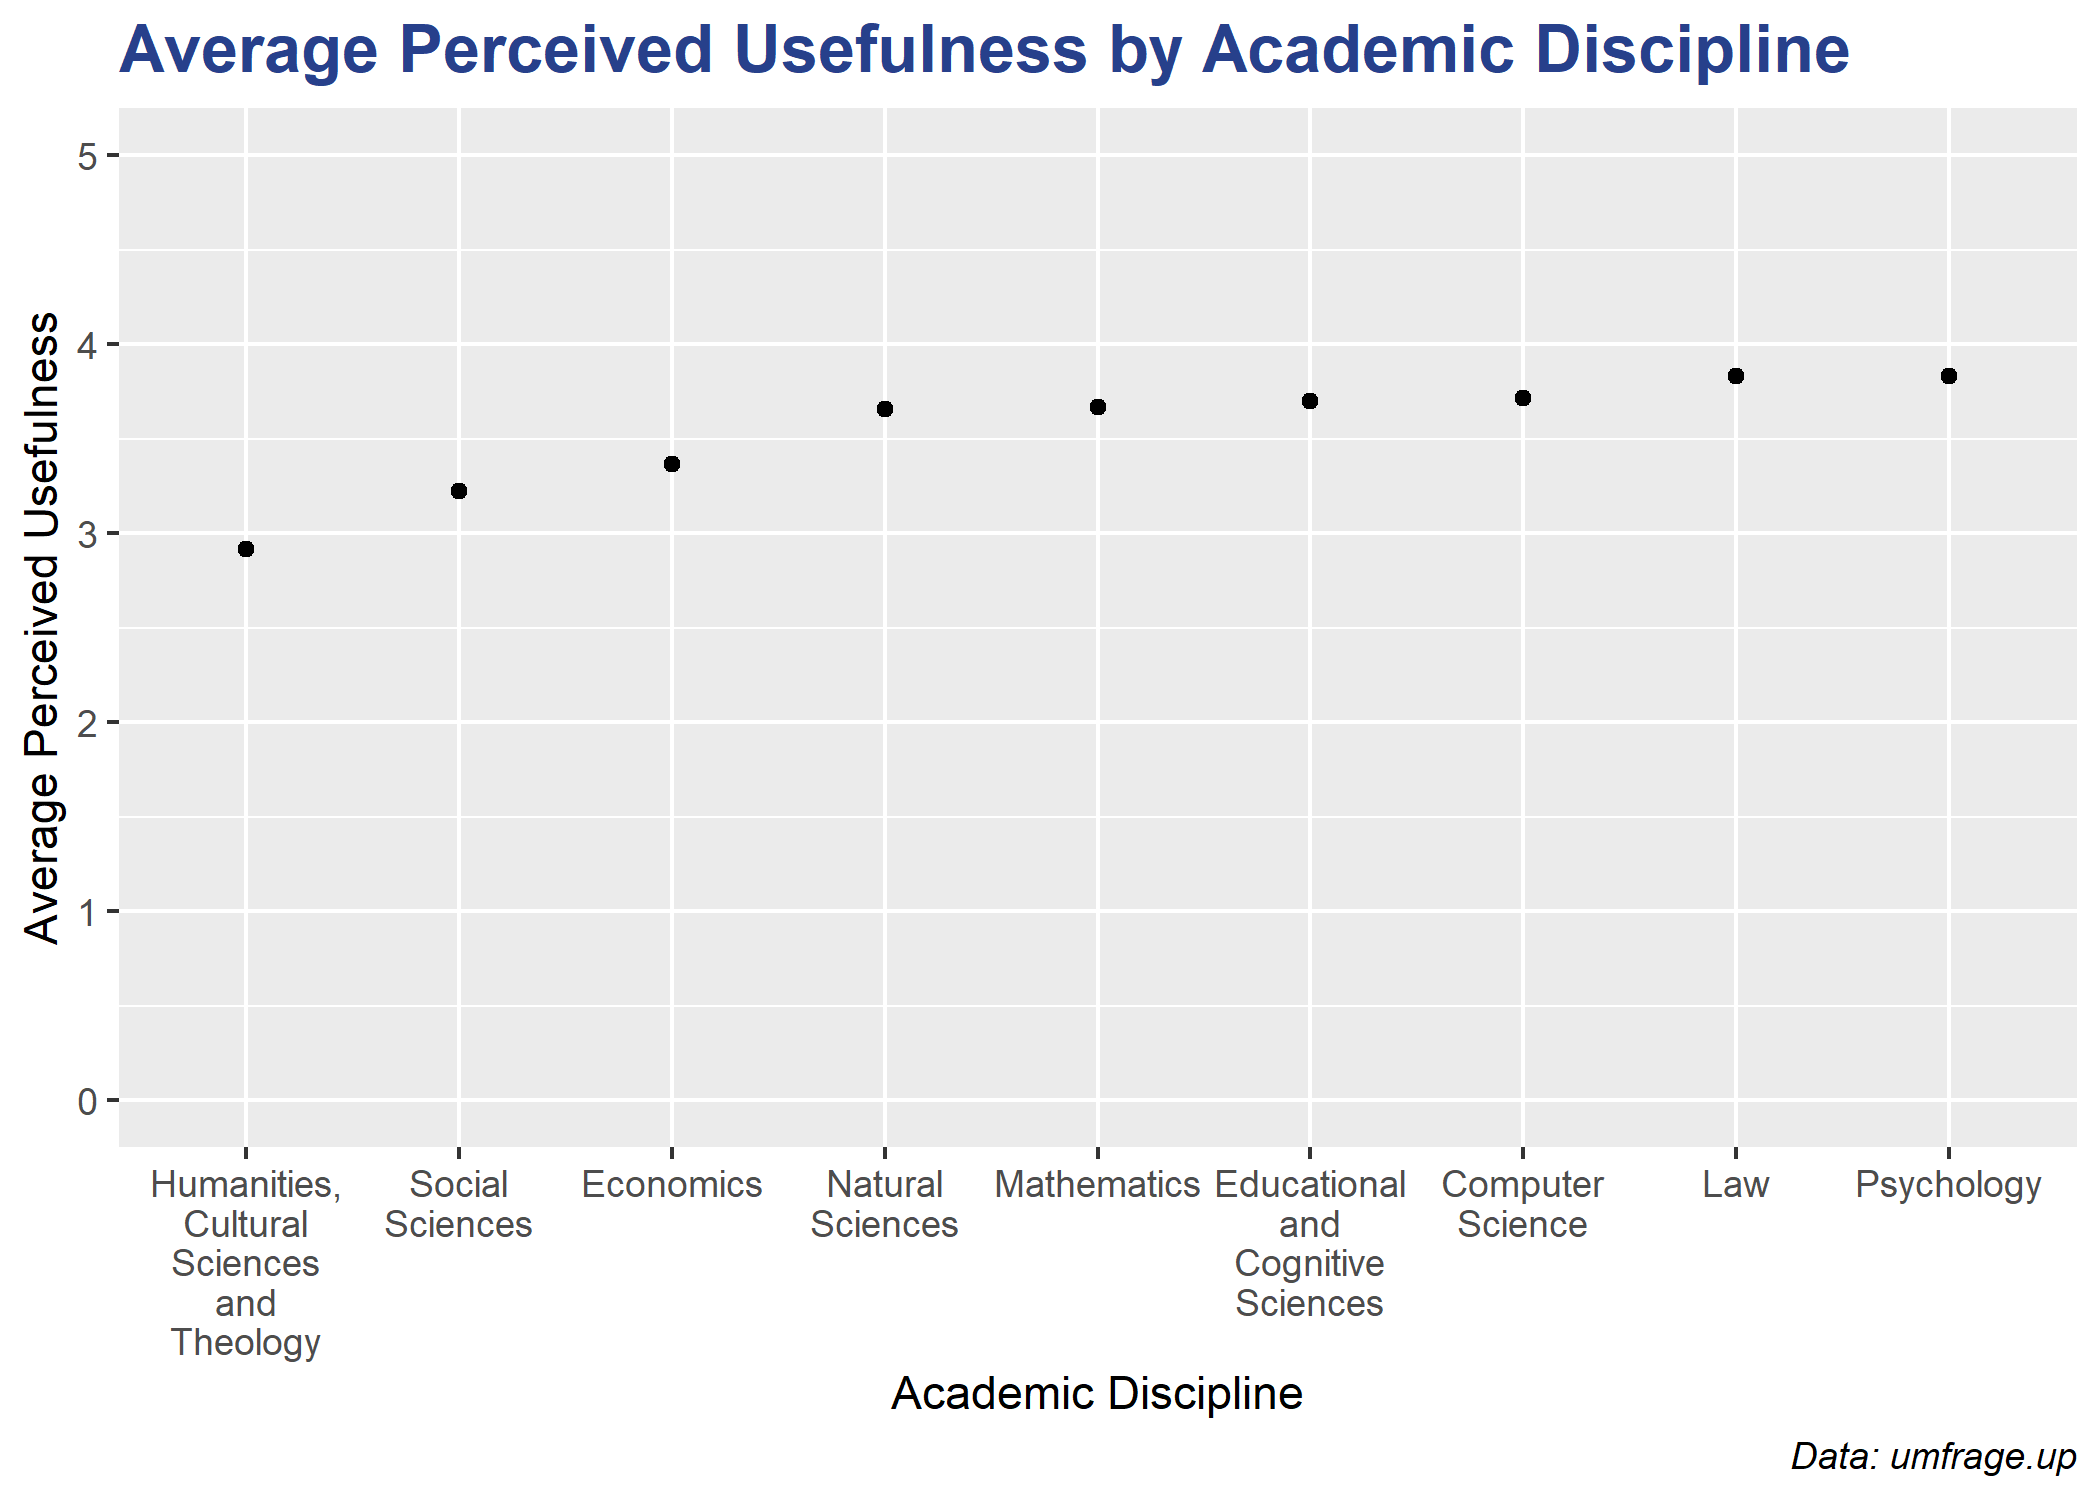 Average Perceived Usefulness by Academic Discipline
Average Perceived Usefulness
5
4
3
2
1
0
Humanities,
Cultural
Sciences
and
Theology
Social
Sciences
Economics
Natural
Sciences
Mathematics
Educational
and
Cognitive
Sciences
Computer
Science
Law
Psychology
Academic Discipline
Data: umfrage.up